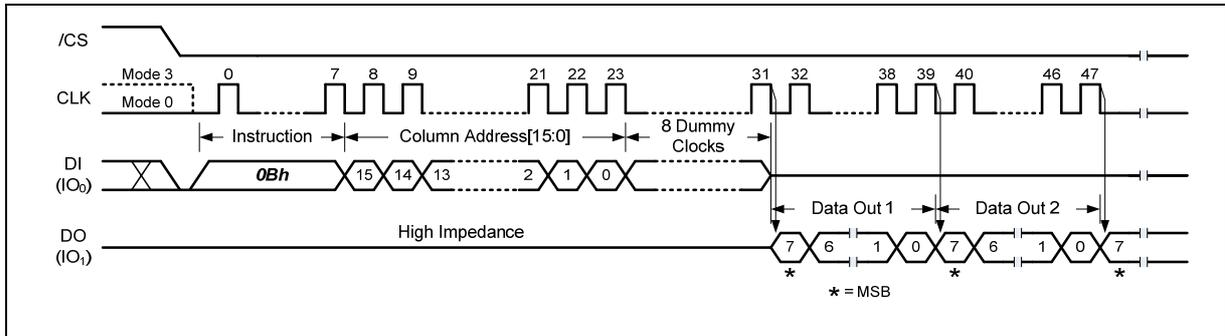 /CS
Mode 3 0 7 8 9 21 22 23 31 32 38 39 40 46 47
CLK
Mode 0
Instruction Column Address[15:0] 8 Dummy Clocks
DI
(IO₀)
0Bh 15 14 13 2 1 0
Data Out 1 Data Out 2
High Impedance
DO
(IO₁)
7 6 1 0 7 6 1 0 7
* * *
* = MSB